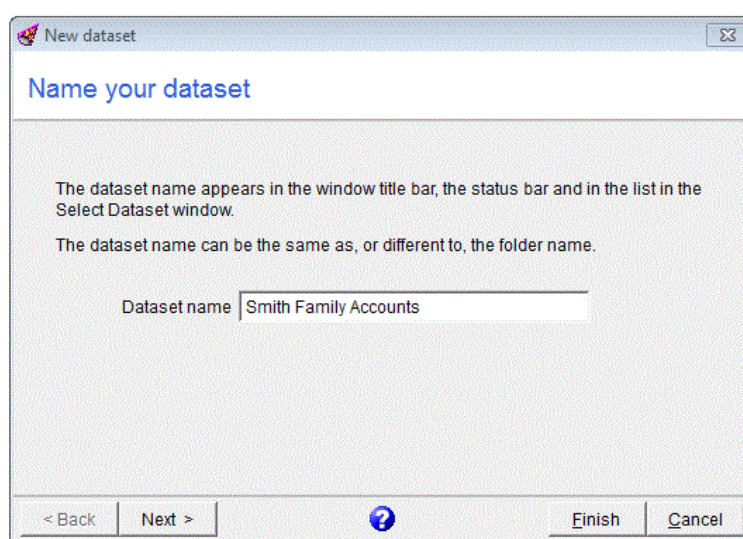 New dataset
Name your dataset
The dataset name appears in the window title bar, the status bar and in the list in the
Select Dataset window.
The dataset name can be the same as, or different to, the folder name.
Dataset name Smith Family Accounts
< Back Next > ? Finish Cancel